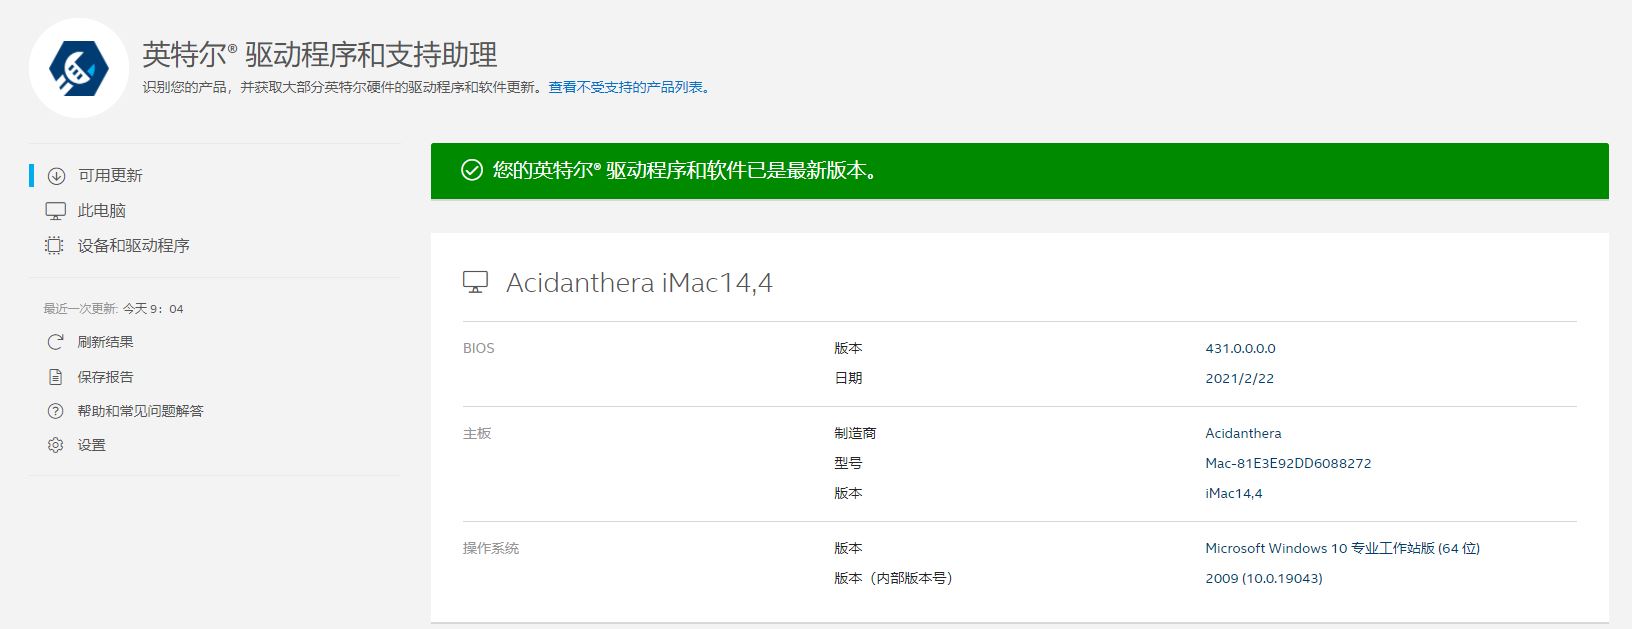 英特尔® 驱动程序和支持助理
识别您的产品，并获取大部分英特尔硬件的驱动程序和软件更新。查看不受支持的产品列表。
可用更新
此电脑
设备和驱动程序
最近一次更新: 今天 9：04
刷新结果
保存报告
帮助和常见问题解答
设置
您的英特尔® 驱动程序和软件已是最新版本。
Acidanthera iMac14,4
BIOS 版本 431.0.0.0.0
日期 2021/2/22
主板 制造商 Acidanthera
型号 Mac-81E3E92DD6088272
版本 iMac14,4
操作系统 版本 Microsoft Windows 10 专业工作站版 (64 位)
版本（内部版本号） 2009 (10.0.19043)